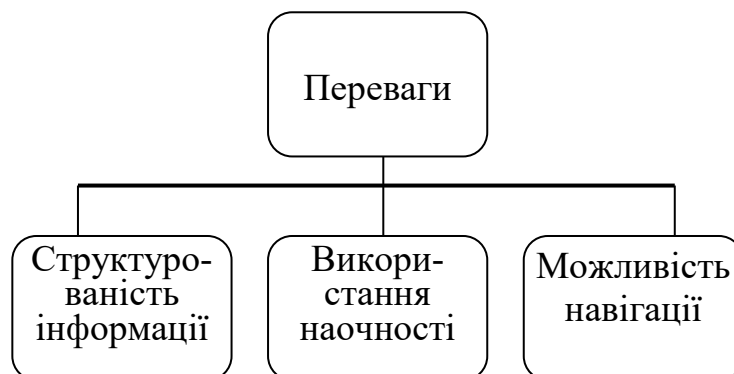 Переваги
Структуро-
ваність
інформації
Викори-
стання
наочності
Можливість
навігації